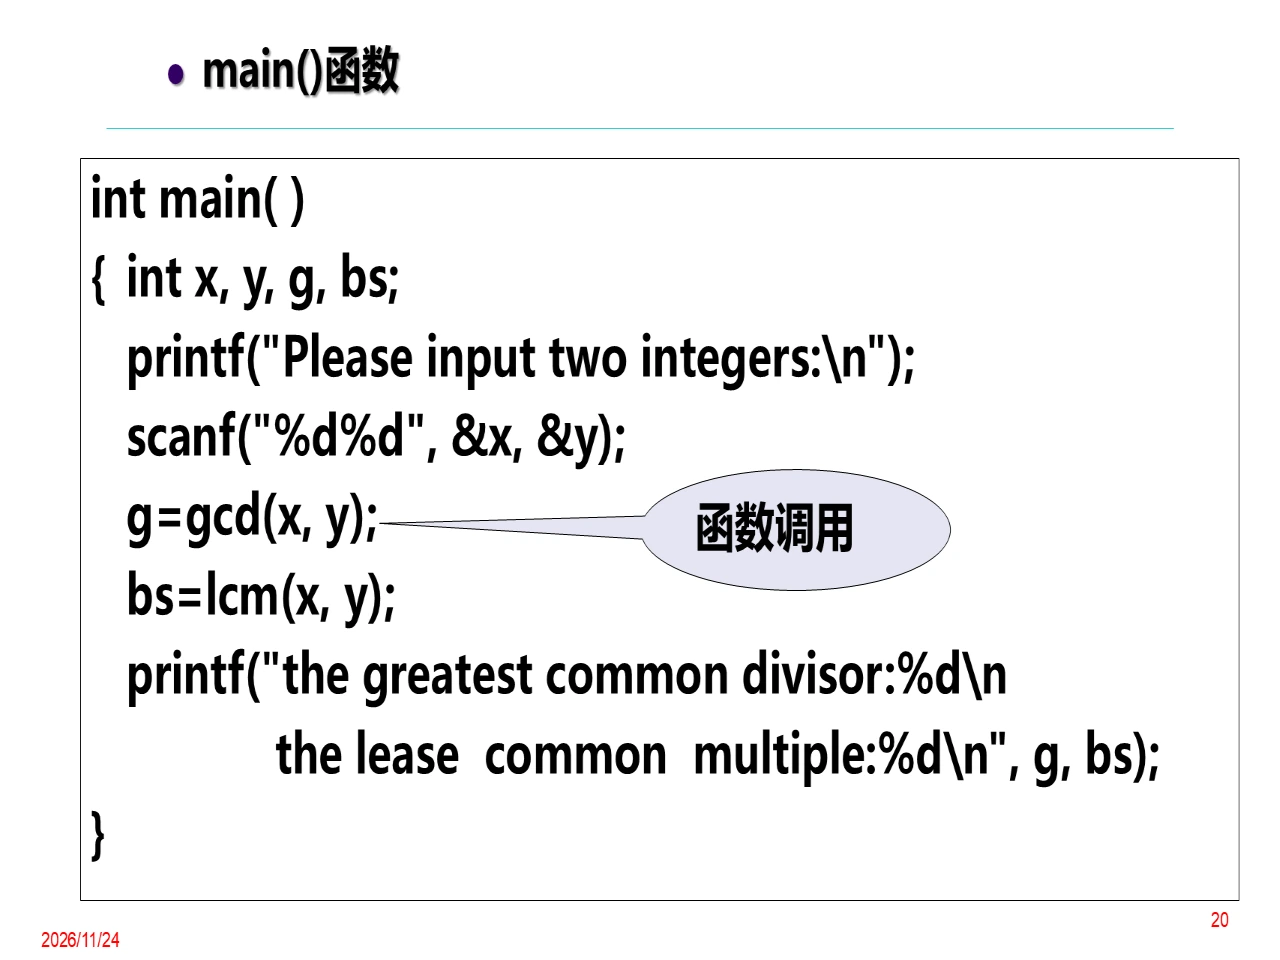 ● main()函数
int main( )
{ int x, y, g, bs;
printf("Please input two integers:\n");
scanf("%d%d", &x, &y);
g=gcd(x, y);
函数调用
bs=lcm(x, y);
printf("the greatest common divisor:%d\n
the lease common multiple:%d\n", g, bs);
}
2026/11/24
20